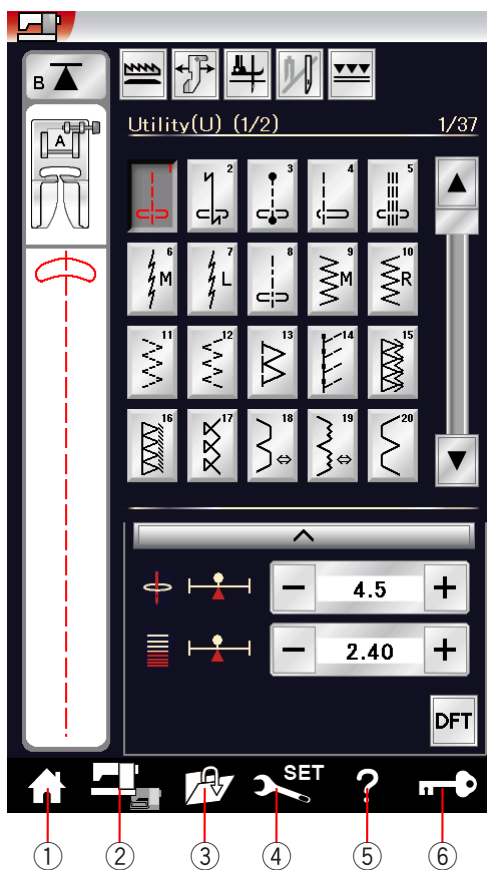 B
A
Utility(U) (1/2) 1/37
1 2 3 4 5
6 M 7 L 8 9 M 10 R
11 12 13 14 15
16 17 18 19 20
4.5
2.40
DFT
SET ?
① ② ③ ④ ⑤ ⑥